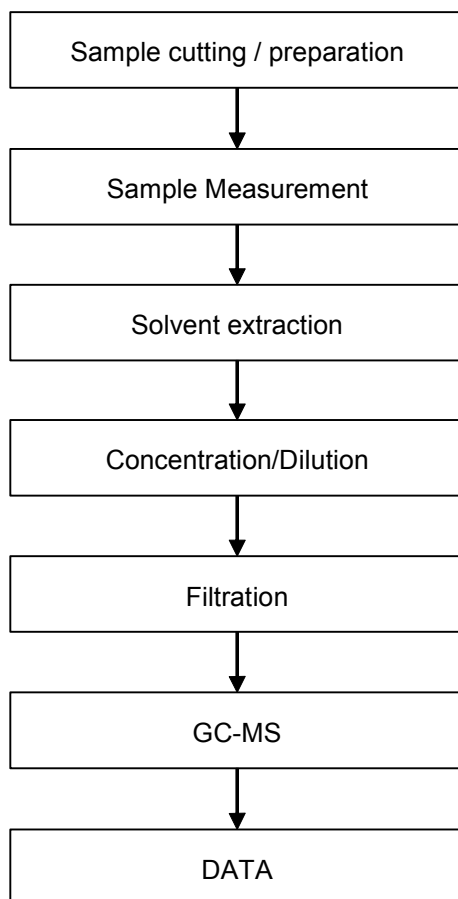 Sample cutting / preparation
Sample Measurement
Solvent extraction
Concentration/Dilution
Filtration
GC-MS
DATA